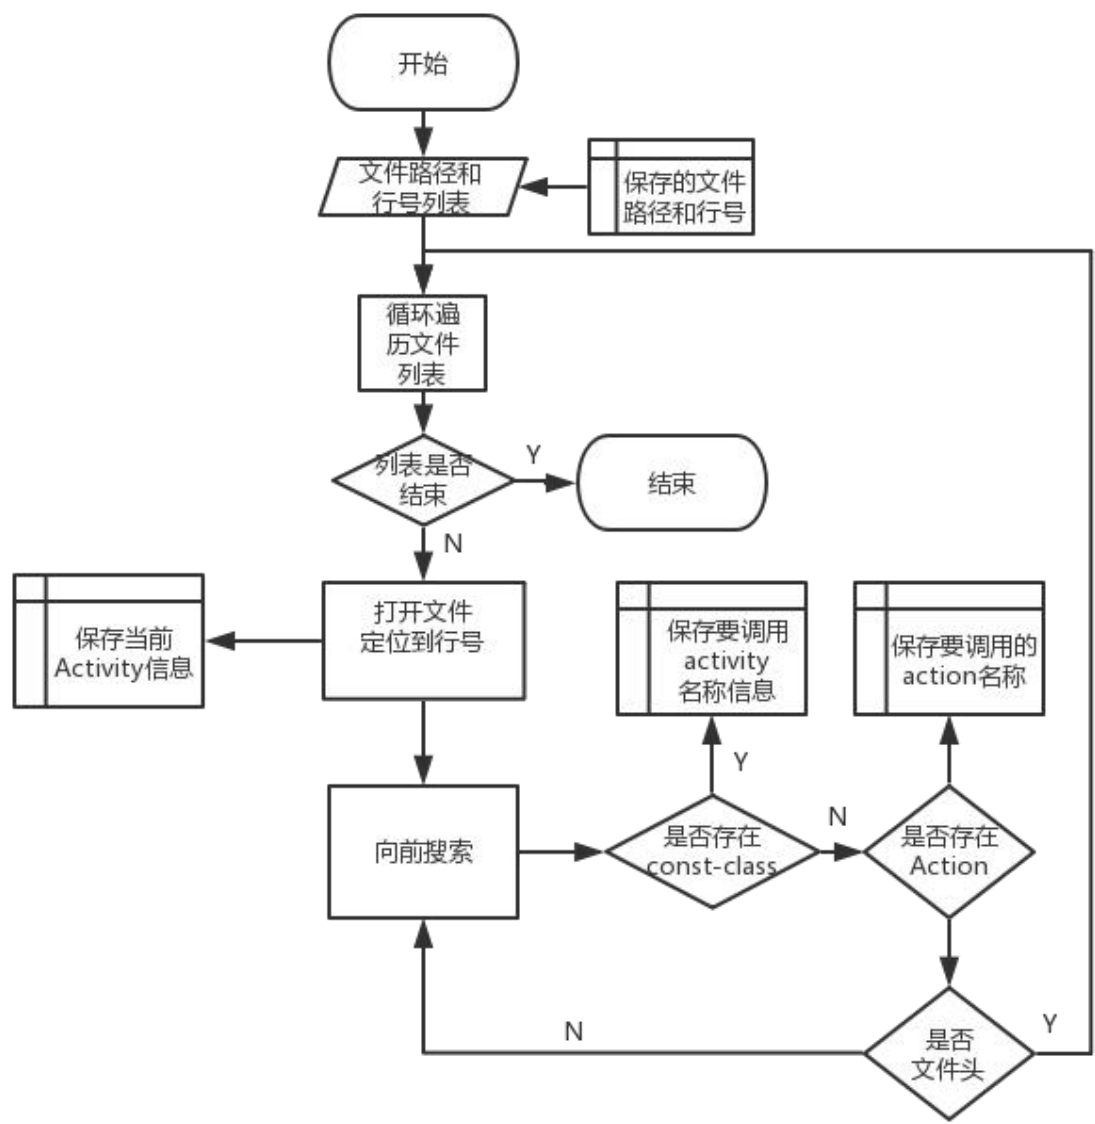 开始
文件路径和
行号列表
保存的文件
路径和行号
循环遍
历文件
列表
列表是否
结束
Y
结束
N
打开文件
定位到行号
保存当前
Activity信息
保存要调用
activity
名称信息
保存要调用的
action名称
Y
向前搜索
是否存在
const-class
N
是否存在
Action
是否
文件头
Y
N